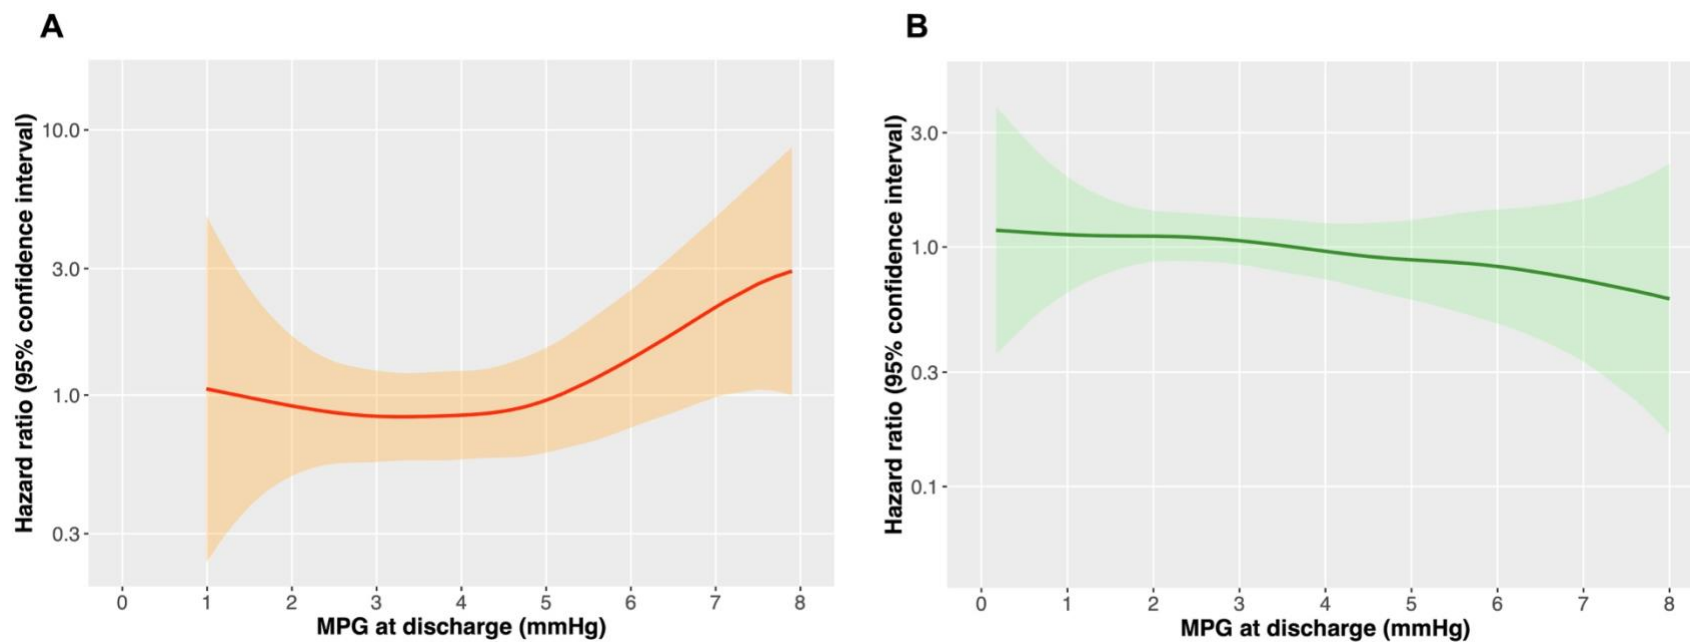 A
Hazard ratio (95% confidence interval)
10.0
3.0
1.0
0.3
0 1 2 3 4 5 6 7 8
MPG at discharge (mmHg)
B
Hazard ratio (95% confidence interval)
3.0
1.0
0.3
0.1
0 1 2 3 4 5 6 7 8
MPG at discharge (mmHg)